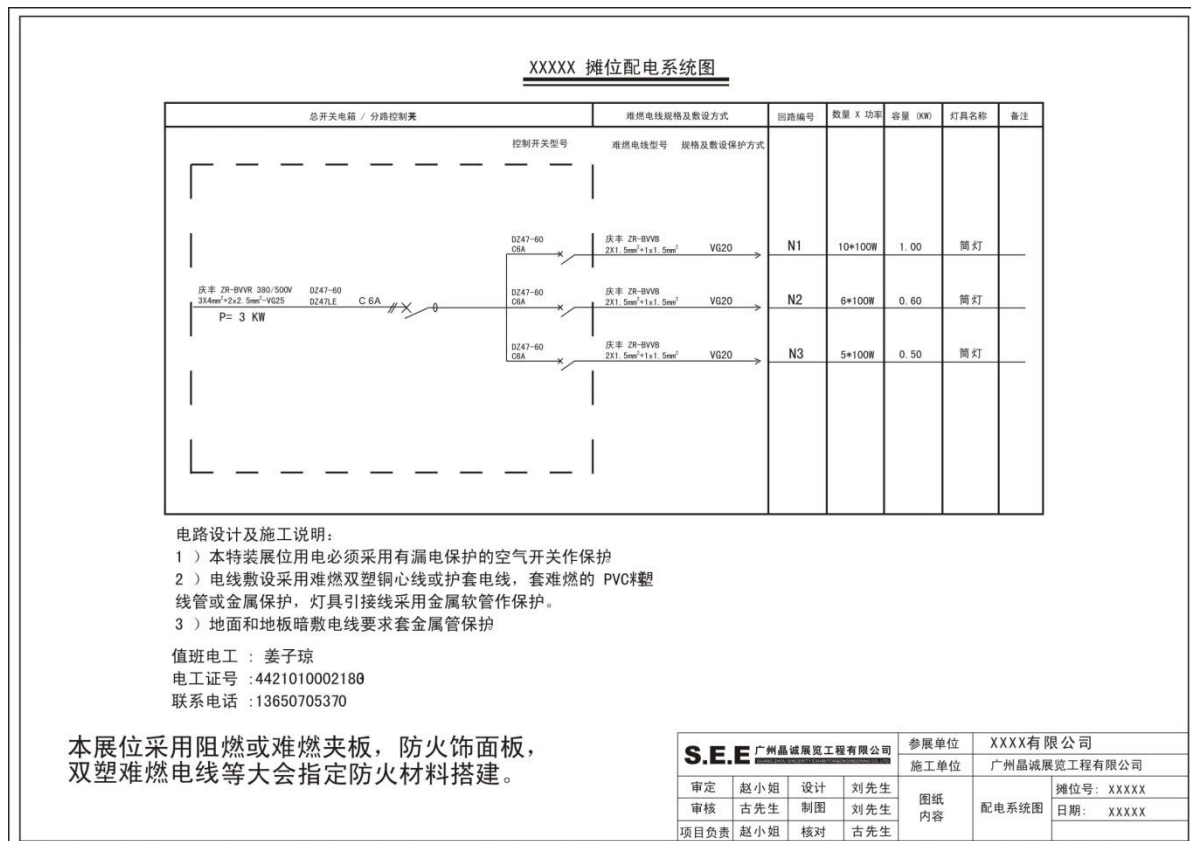 XXXXX 摊位配电系统图
总开关电箱 / 分路控制关
难燃电线规格及敷设方式
回路编号
数量 X 功率
容量 (KW)
灯具名称
备注
控制开关型号
难燃电线型号 规格及敷设保护方式
DZ47-60
C6A
庆丰 ZR-BVVB
2X1.5mm²+1x1.5mm² VG20
N1 10*100W 1.00 筒灯
庆丰 ZR-BVVR 380/500V
3X4mm²+2x2.5mm²-VG25
P= 3 KW
DZ47-60
DZ47LE
C 6A
DZ47-60
C6A
庆丰 ZR-BVVB
2X1.5mm²+1x1.5mm² VG20
N2 6*100W 0.60 筒灯
DZ47-60
C6A
庆丰 ZR-BVVB
2X1.5mm²+1x1.5mm² VG20
N3 5*100W 0.50 筒灯
电路设计及施工说明:
1 ）本特装展位用电必须采用有漏电保护的空气开关作保护
2 ）电线敷设采用难燃双塑铜心线或护套电线, 套难燃的 PVC塑料
线管或金属保护, 灯具引接线采用金属软管作保护。
3 ）地面和地板暗敷电线要求套金属管保护
值班电工 : 姜子琼
电工证号 :4421010002180
联系电话 :13650705370
本展位采用阻燃或难燃夹板, 防火饰面板,
双塑难燃电线等大会指定防火材料搭建。
S.E.E 广州晶诚展览工程有限公司
参展单位 XXXX有限公司
施工单位 广州晶诚展览工程有限公司
审定 赵小姐 设计 刘先生
审核 古先生 制图 刘先生
项目负责 赵小姐 核对 古先生
图纸
内容
配电系统图
摊位号: XXXXX
日期: XXXXX